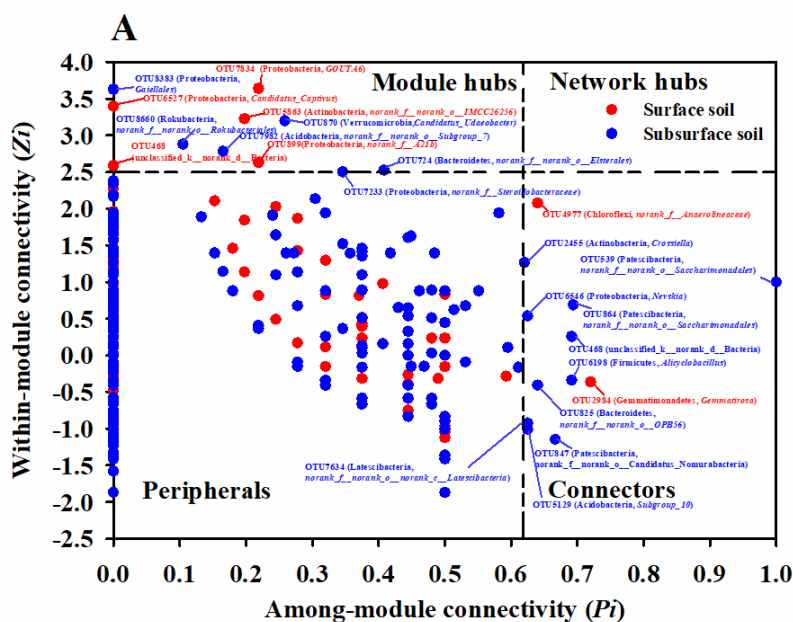 A
OTU7834 (Proteobacteria, GOUTA6)
OTU8383 (Proteobacteria,
Gaiellales)
Module hubs
Network hubs
OTU6527 (Proteobacteria, Candidatus_Captivus)
OTU5863 (Actinobacteria, norank_f__norank_o__IMCC26256)
Surface soil
OTU8660 (Rokubacteria,
norank_f__norank_o__Rokubacteriales)
OTU870 (Verrucomicrobia, Candidatus_Udaeobacter)
Subsurface soil
OTU7982 (Acidobacteria, norank_f__norank_o__Subgroup_7)
OTU899(Proteobacteria, norank_f__A21b)
OTU468
(unclassified_k__norank_d__Bacteria)
OTU724 (Bacteroidetes, norank_f__norank_o__Elsterales)
OTU7233 (Proteobacteria, norank_f__Steroidobacteraceae)
OTU4977 (Chloroflexi, norank_f__Anaerolineaceae)
OTU2455 (Actinobacteria, Crossiella)
OTU539 (Patescibacteria,
norank_f__norank_o__Saccharimonadales)
OTU6546 (Proteobacteria, Nevskia)
OTU864 (Patescibacteria,
norank_f__norank_o__Saccharimonadales)
OTU468 (unclassified_k__norank_d__Bacteria)
OTU6198 (Firmicutes, Alicyclobacillus)
OTU2984 (Gemmatimonadetes, Gemmatirosa)
OTU825 (Bacteroidetes,
norank_f__norank_o__OPB56)
OTU847 (Patescibacteria,
norank_f__norank_o__Candidatus_Nomurabacteria)
OTU7634 (Latescibacteria,
norank_f__norank_o__norank_c__Latescibacteria)
Peripherals
Connectors
OTU5129 (Acidobacteria, Subgroup_10)
4.0
3.5
3.0
2.5
2.0
1.5
1.0
0.5
0.0
-0.5
-1.0
-1.5
-2.0
-2.5
Within-module connectivity (Zi)
0.0 0.1 0.2 0.3 0.4 0.5 0.6 0.7 0.8 0.9 1.0
Among-module connectivity (Pi)